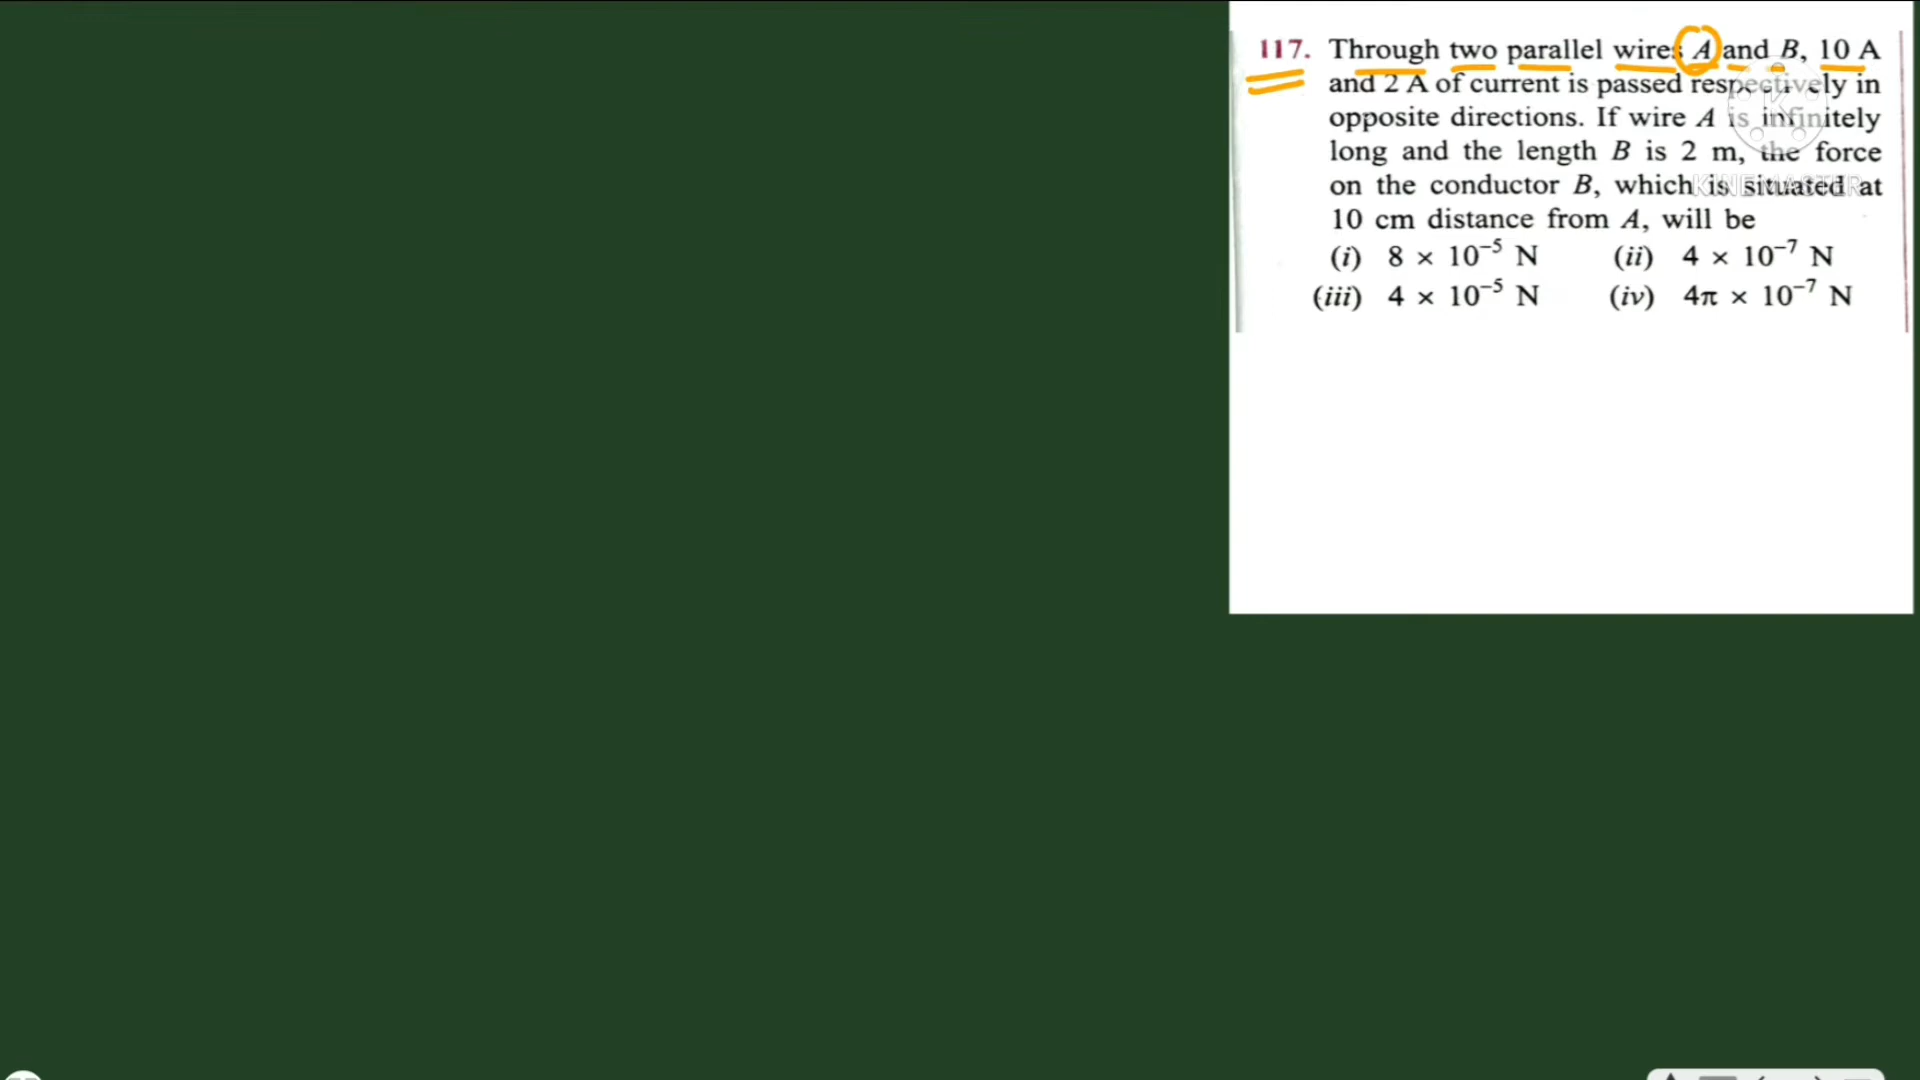 117. Through two parallel wires A and B, 10 A
and 2 A of current is passed respectively in
opposite directions. If wire A is infinitely
long and the length B is 2 m, the force
on the conductor B, which is situated at
10 cm distance from A, will be
(i) 8 × 10⁻⁵ N (ii) 4 × 10⁻⁷ N
(iii) 4 × 10⁻⁵ N (iv) 4π × 10⁻⁷ N
KINEMASTER